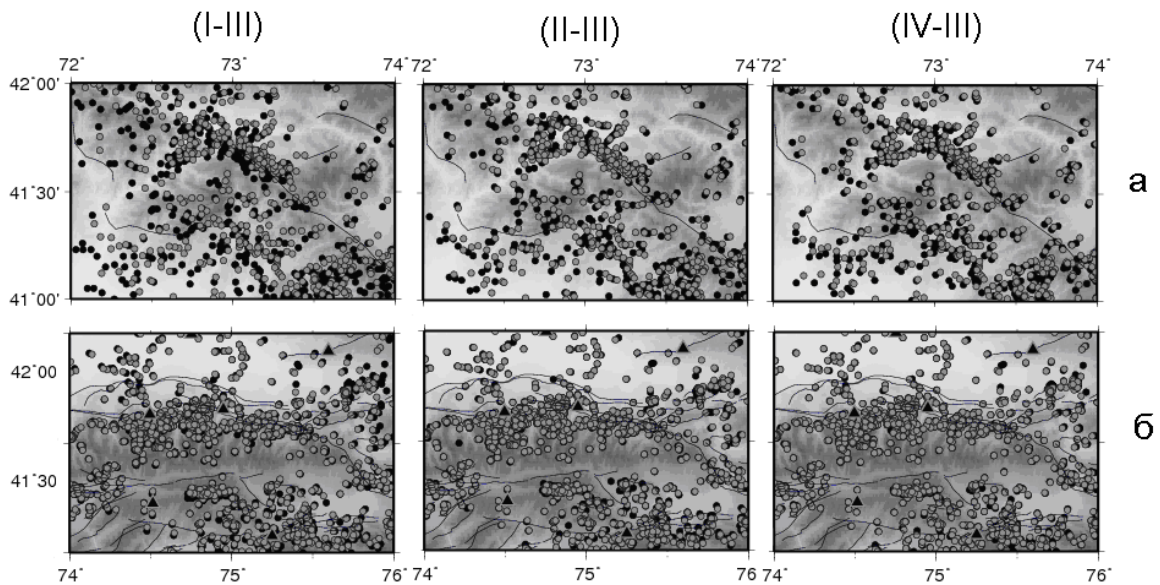 (I-III) (II-III) (IV-III)
72˚ 73˚ 74˚ 72˚ 73˚ 74˚ 72˚ 73˚ 74˚
42˚00'
41˚30'
41˚00'
а
42˚00
41˚30
б
74˚ 75˚ 76˚ 74˚ 75˚ 76˚ 74˚ 75˚ 76˚